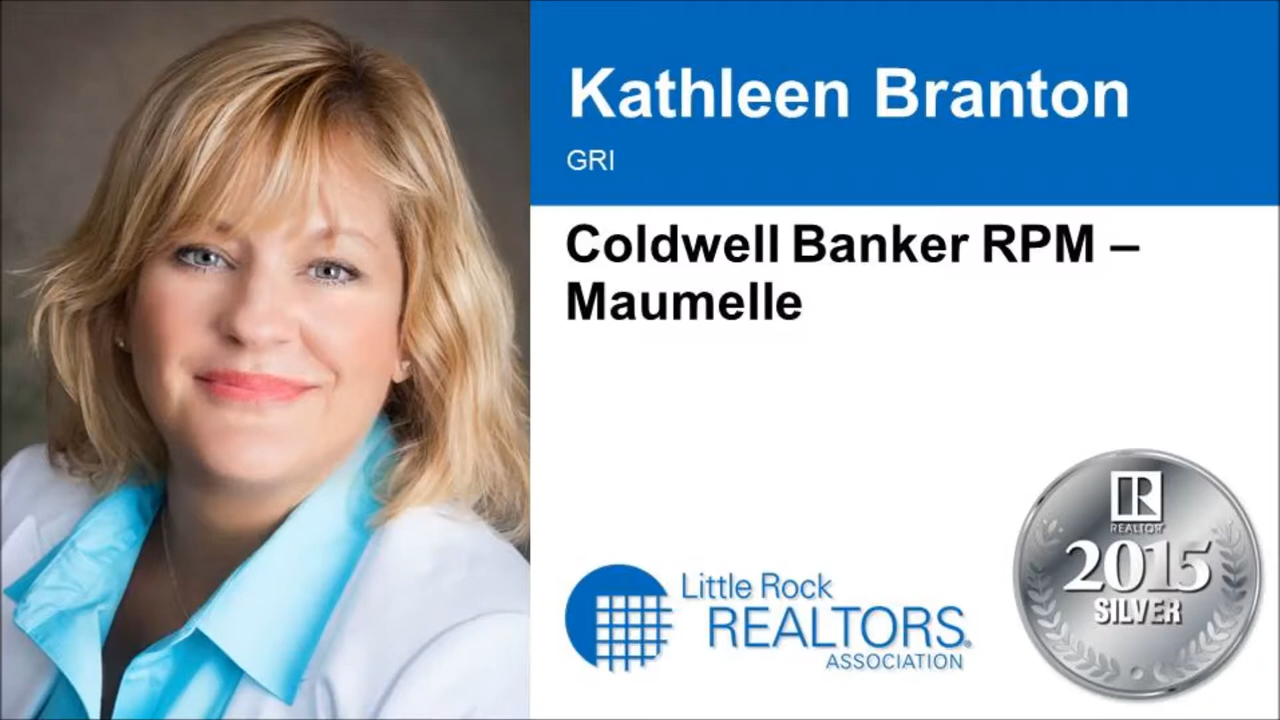 Kathleen Branton
GRI
Coldwell Banker RPM –
Maumelle
R
REALTOR
2015
SILVER
Little Rock
REALTORS®
ASSOCIATION